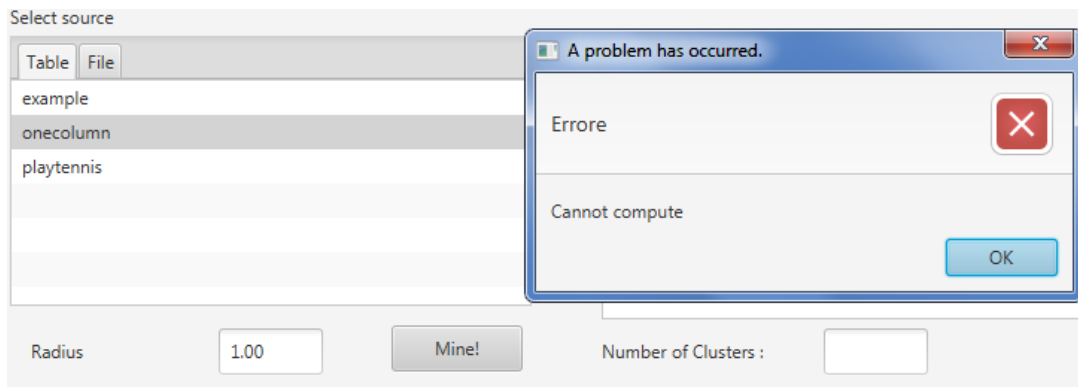 Select source
Table File
example
onecolumn
playtennis
A problem has occurred.
Errore
Cannot compute
OK
Radius 1.00 Mine! Number of Clusters :